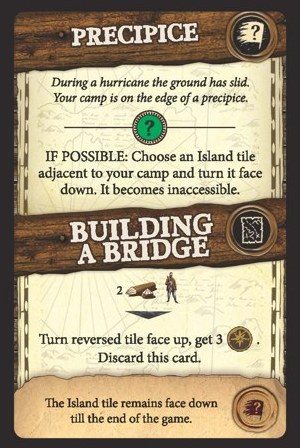 PRECIPICE
?
During a hurricane the ground has slid.
Your camp is on the edge of a precipice.
?
IF POSSIBLE: Choose an Island tile
adjacent to your camp and turn it face
down. It becomes inaccessible.
BUILDING
A BRIDGE
2
Turn reversed tile face up, get 3 .
Discard this card.
The Island tile remains face down
till the end of the game.
?